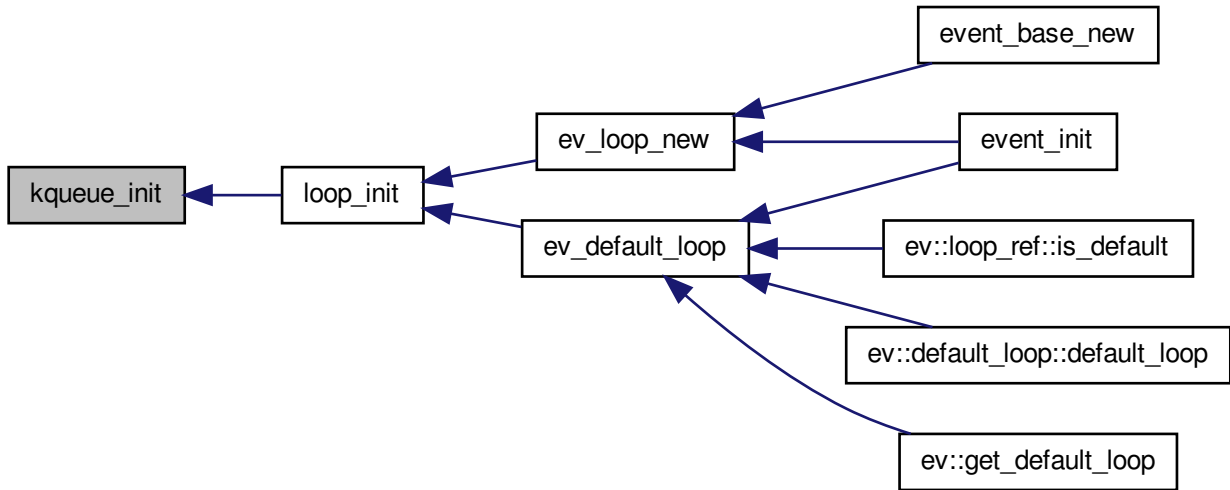 event_base_new
ev_loop_new
event_init
kqueue_init
loop_init
ev_default_loop
ev::loop_ref::is_default
ev::default_loop::default_loop
ev::get_default_loop